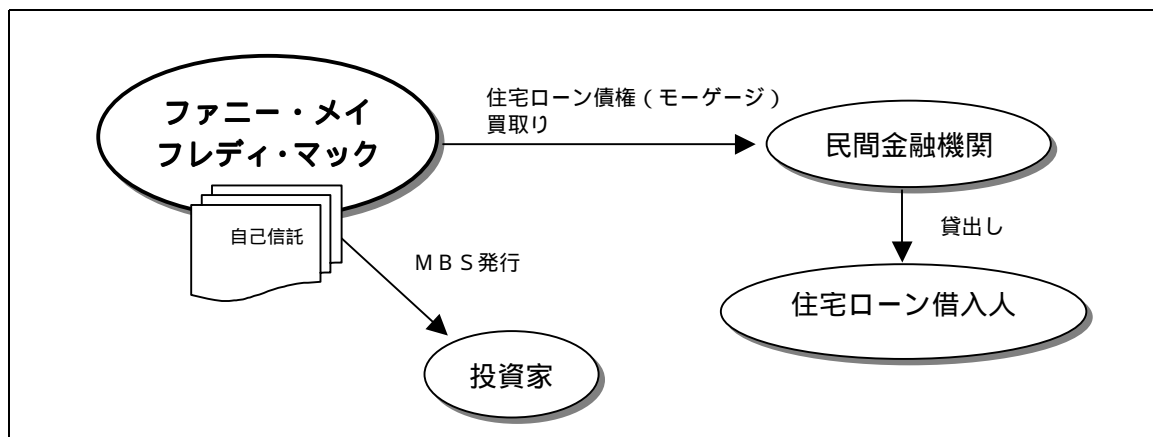 ファニー・メイ
フレディ・マック
住宅ローン債権（モーゲージ）
買取り
民間金融機関
自己信託
貸出し
ＭＢＳ発行
住宅ローン借入人
投資家